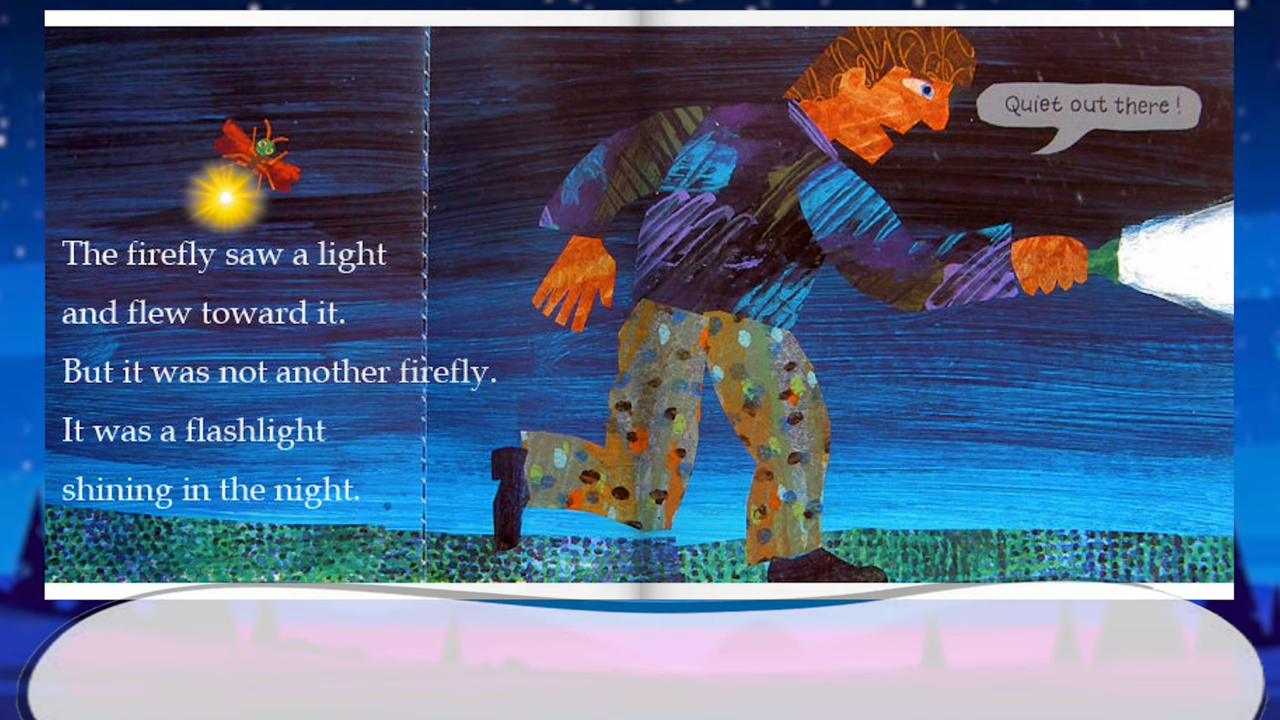 The firefly saw a light
and flew toward it.
But it was not another firefly.
It was a flashlight
shining in the night.
Quiet out there!